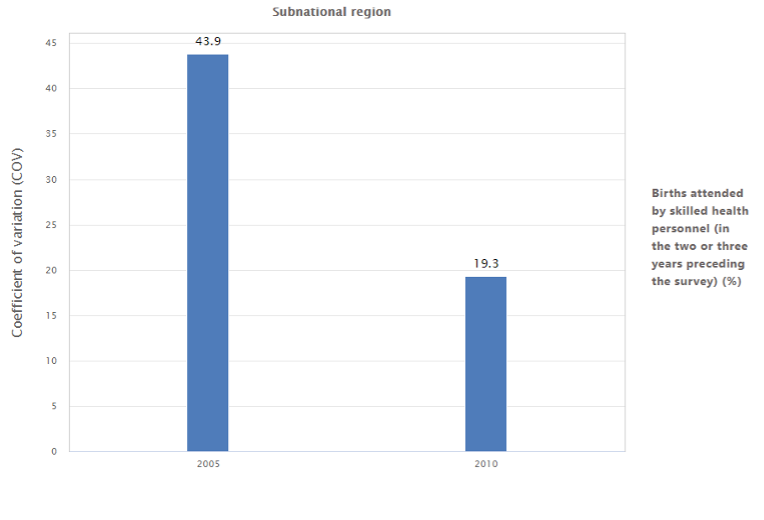 Subnational region
43.9
45
40
35
30
25
20
15
10
5
0
19.3
Coefficient of variation (COV)
2005
2010
Births attended
by skilled health
personnel (in
the two or three
years preceding
the survey) (%)